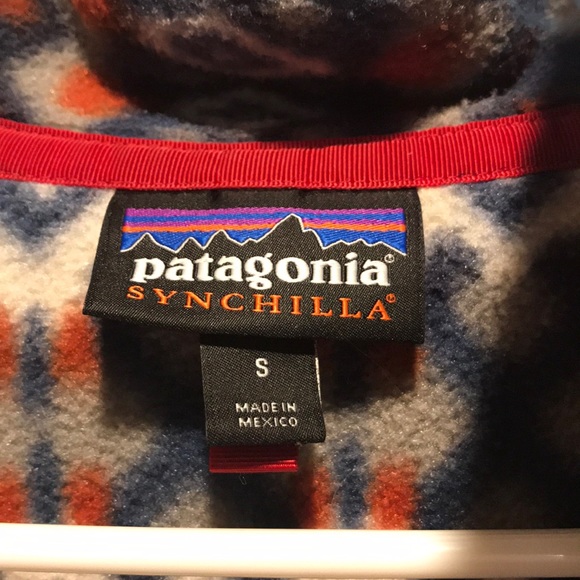 patagonia®
SYNCHILLA®
S
MADE IN
MEXICO